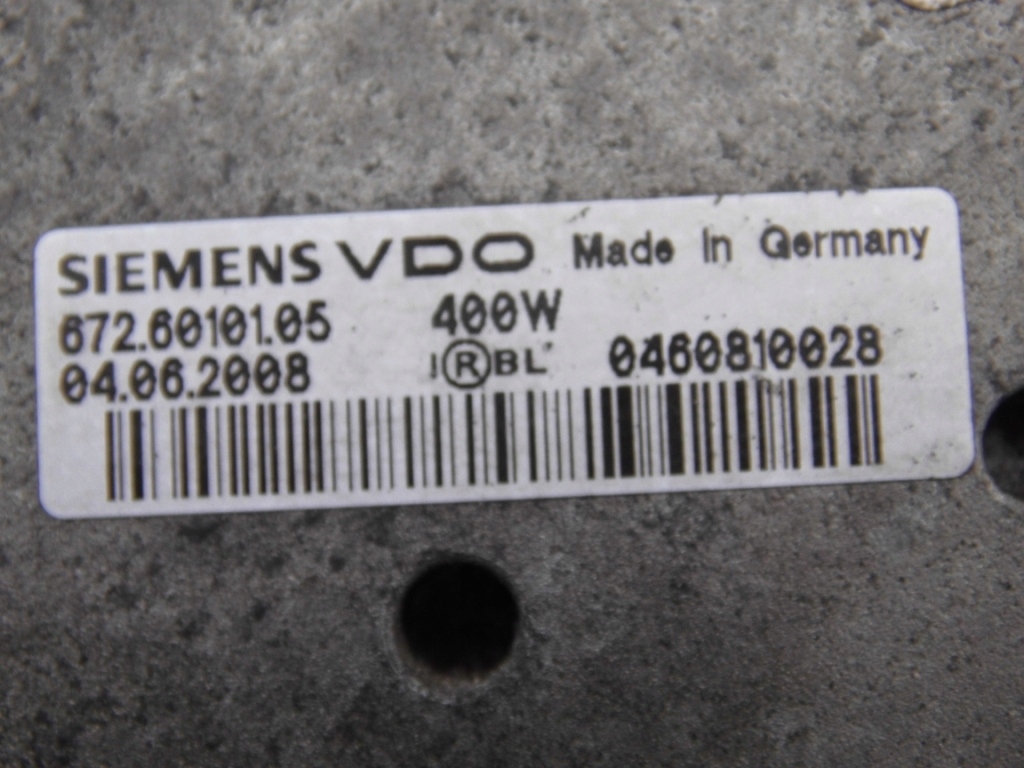 SIEMENS VDO Made In Germany
672.60101.05 400W
04.06.2008 I®BL 0460810028